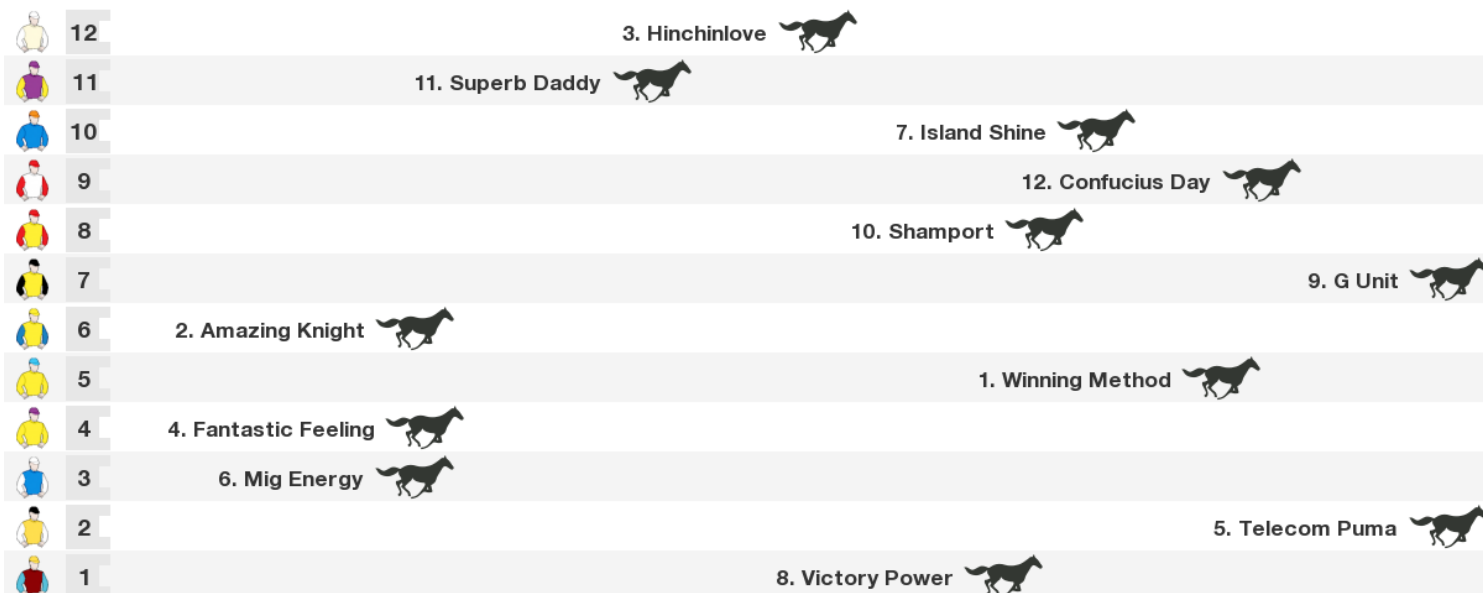 12 3. Hinchinlove
11 11. Superb Daddy
10 7. Island Shine
9 12. Confucius Day
8 10. Shamport
7 9. G Unit
6 2. Amazing Knight
5 1. Winning Method
4 4. Fantastic Feeling
3 6. Mig Energy
2 5. Telecom Puma
1 8. Victory Power